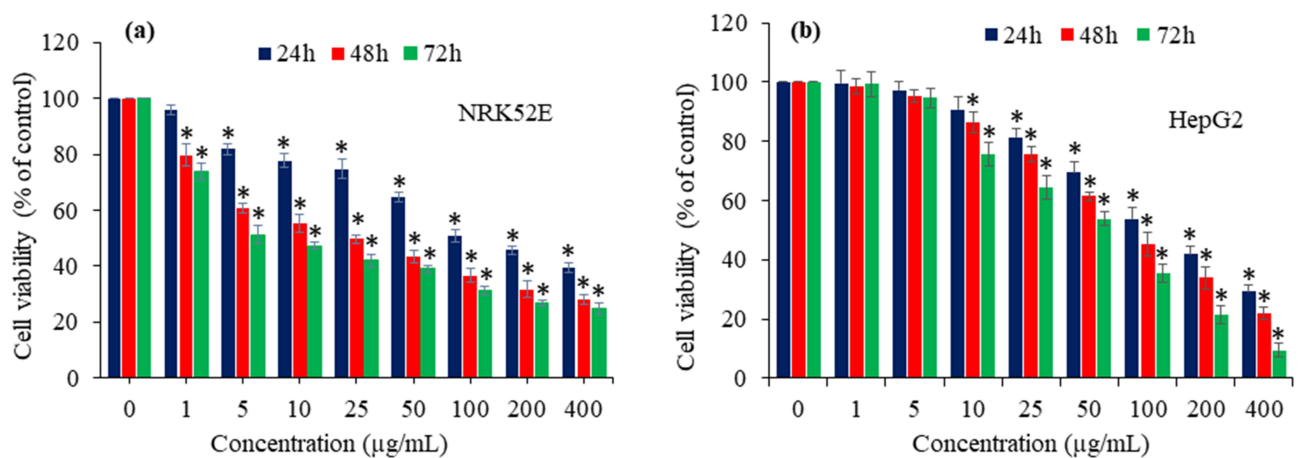 (a)
24h 48h 72h
NRK52E
Cell viability (% of control)
120
100
80
60
40
20
0
* * * * * * * * * * * * * * * * * * * * * * *
0 1 5 10 25 50 100 200 400
Concentration (µg/mL)
(b)
24h 48h 72h
HepG2
Cell viability (% of control)
120
100
80
60
40
20
0
* * * * * * * * * * * * * * * * *
0 1 5 10 25 50 100 200 400
Concentration (µg/mL)